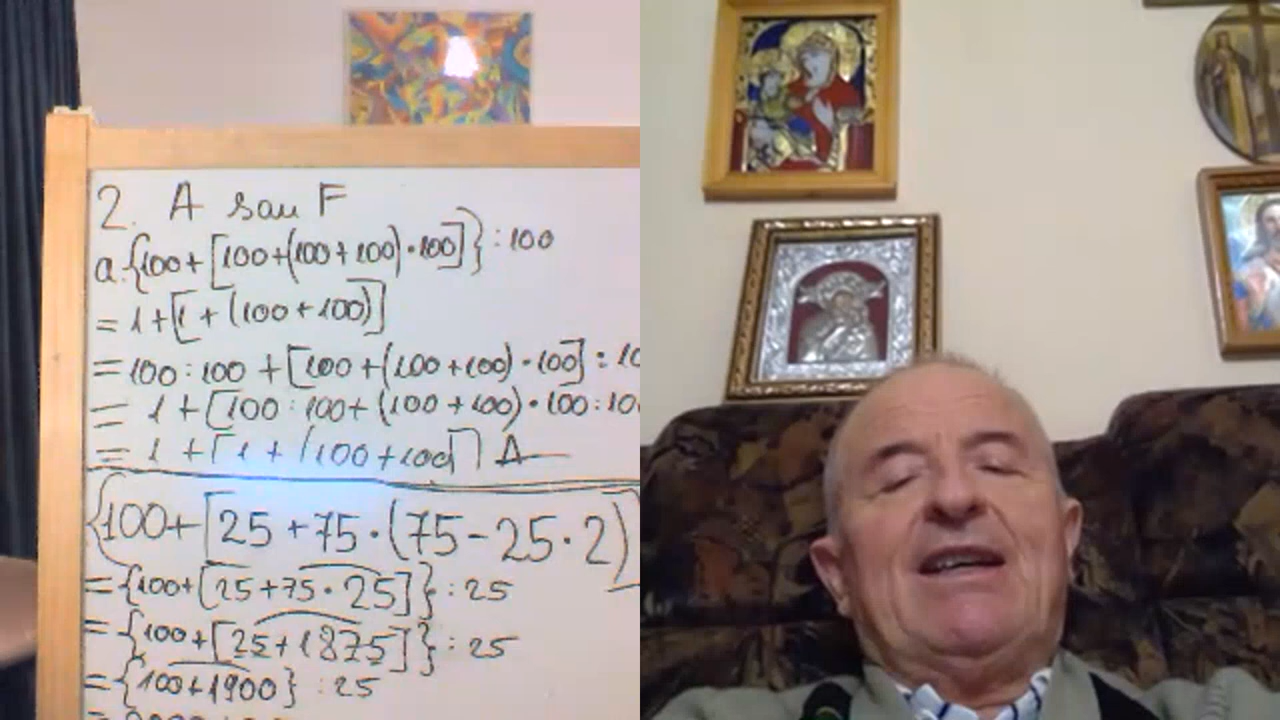 2. A sau F
a. {100+[100+(100+100)·100]} : 100
= 1+[1+(100+100)]
= 100:100 + [100+(100+100)·100] : 10
= 1+[100:100+(100+100)·100:10
= 1+[1+(100+100)] A
{100+[25+75·(75-25·2)
= {100+[25+75·25]} : 25
= {100+[25+1875]} : 25
= {100+1900} : 25